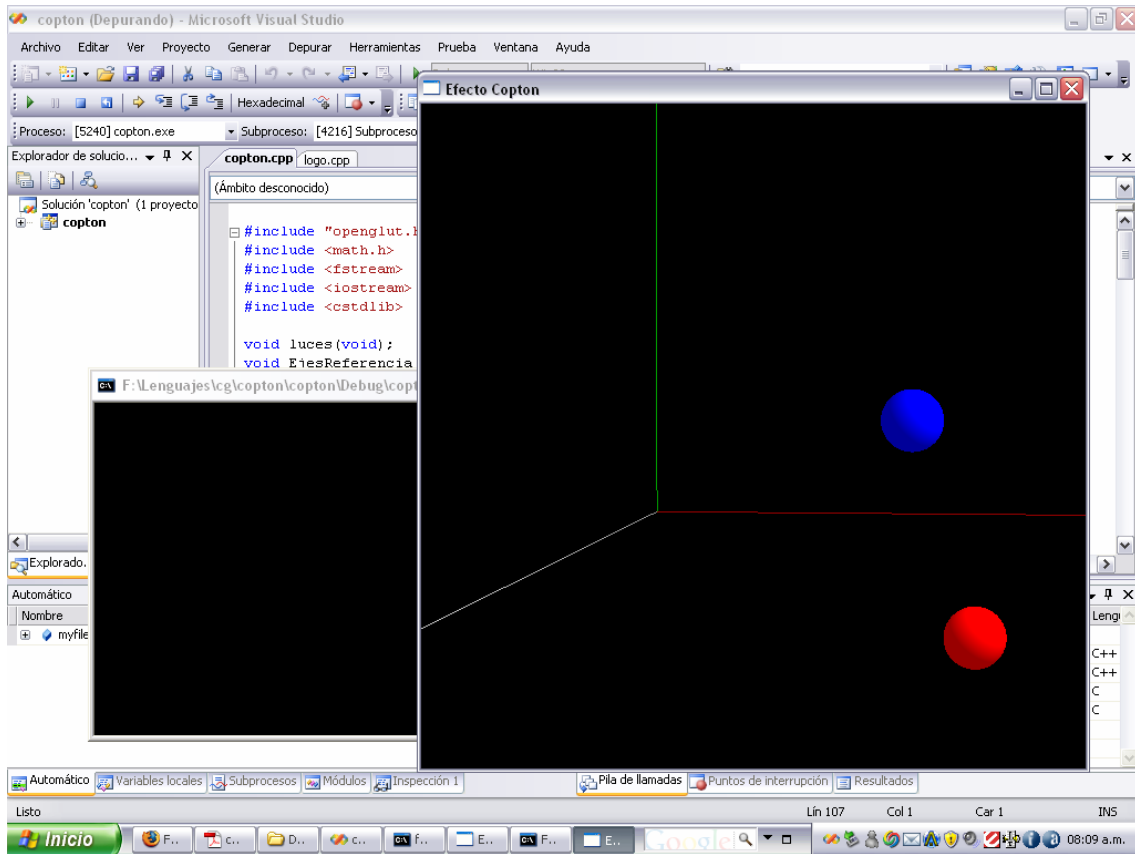 copton (Depurando) - Microsoft Visual Studio
Archivo Editar Ver Proyecto Generar Depurar Herramientas Prueba Ventana Ayuda
Hexadecimal
Proceso: [5240] copton.exe Subproceso: [4216] Subproceso
Explorador de solucio...
copton.cpp logo.cpp
(Ámbito desconocido)
Solución 'copton' (1 proyecto
copton
#include "openglut.h
#include <math.h>
#include <fstream>
#include <iostream>
#include <cstdlib>
void luces(void);
void EjesReferencia
Efecto Copton
F:\Lenguajes\cg\copton\copton\Debug\copt
Explorado..
Automático
Nombre
myfile
Leng
C++
C++
C
C
Automático Variables locales Subprocesos Módulos Inspección 1
Pila de llamadas Puntos de interrupción Resultados
Listo Lín 107 Col 1 Car 1 INS
Inicio F.. c... D... c... f... E... F... E... Google 08:09 a.m.